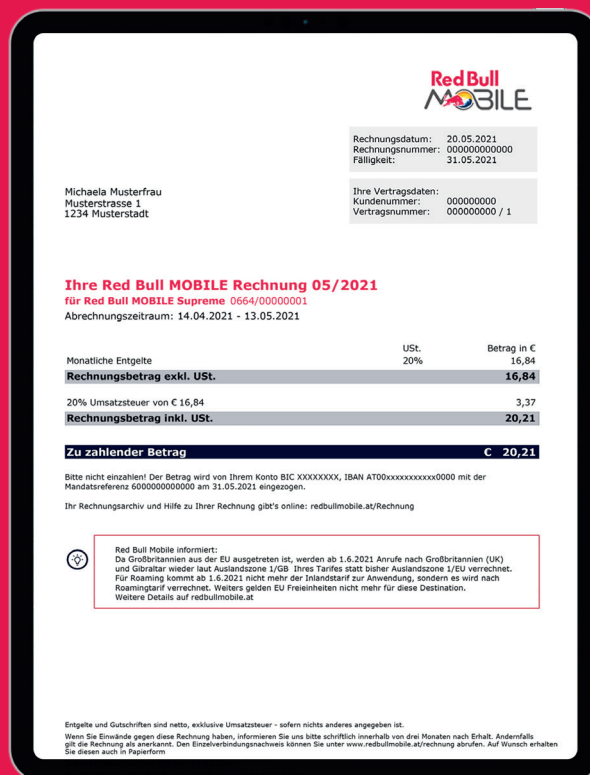 Red Bull
MOBILE
Rechnungsdatum: 20.05.2021
Rechnungsnummer: 000000000000
Fälligkeit: 31.05.2021
Michaela Musterfrau
Musterstrasse 1
1234 Musterstadt
Ihre Vertragsdaten:
Kundenummer: 000000000
Vertragsnummer: 000000000 / 1
Ihre Red Bull MOBILE Rechnung 05/2021
für Red Bull MOBILE Supreme 0664/00000001
Abrechnungszeitraum: 14.04.2021 - 13.05.2021
USt. Betrag in €
Monatliche Entgelte 20% 16,84
Rechnungsbetrag exkl. USt. 16,84
20% Umsatzsteuer von € 16,84 3,37
Rechnungsbetrag inkl. USt. 20,21
Zu zahlender Betrag € 20,21
Bitte nicht einzahlen! Der Betrag wird von Ihrem Konto BIC XXXXXXXX, IBAN AT00xxxxxxxxxxx0000 mit der
Mandatsreferenz 6000000000000 am 31.05.2021 eingezogen.
Ihr Rechnungsarchiv und Hilfe zu Ihrer Rechnung gibt's online: redbullmobile.at/Rechnung
Red Bull Mobile informiert:
Da Großbritannien aus der EU ausgetreten ist, werden ab 1.6.2021 Anrufe nach Großbritannien (UK)
und Gibraltar wieder laut Auslandszone 1/GB Ihres Tarifes statt bisher Auslandszone 1/EU verrechnet.
Für Roaming kommt ab 1.6.2021 nicht mehr der Inlandstarif zur Anwendung, sondern es wird nach
Roamingtarif verrechnet. Weiters gelden EU Freieinheiten nicht mehr für diese Destination.
Weitere Details auf redbullmobile.at
Entgelte und Gutschriften sind netto, exklusive Umsatzsteuer - sofern nichts anderes angegeben ist.
Wenn Sie Einwände gegen diese Rechnung haben, informieren Sie uns bitte schriftlich innerhalb von drei Monaten nach Erhalt. Andernfalls
gilt die Rechnung als anerkannt. Den Einzelverbindungsnachweis können Sie unter www.redbullmobile.at/rechnung abrufen. Auf Wunsch erhalten
Sie diesen auch in Papierform